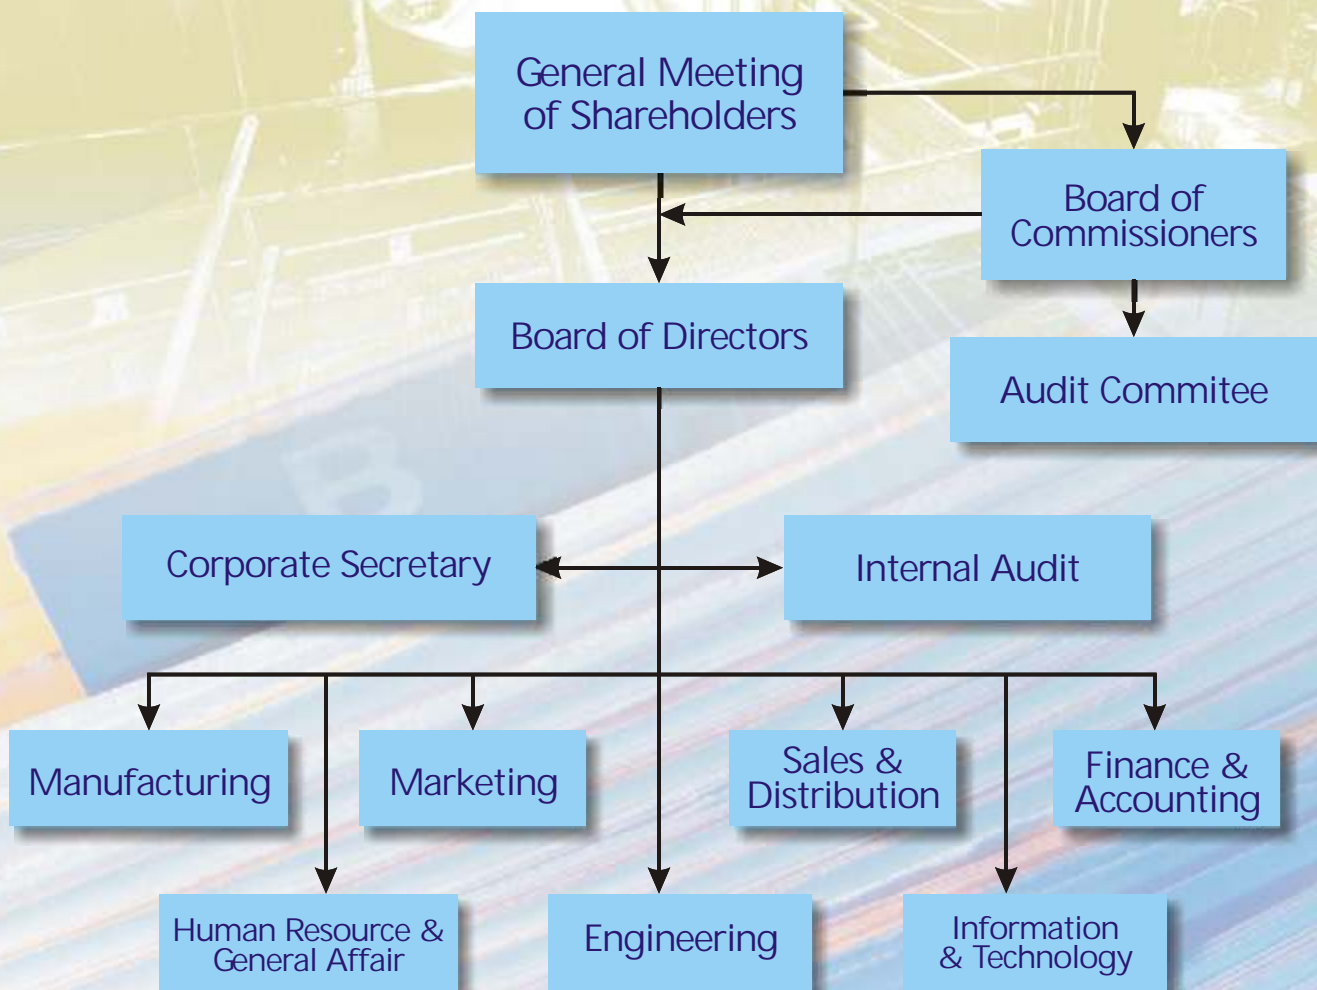 General Meeting
of Shareholders
Board of
Commissioners
Board of Directors
Audit Commitee
Corporate Secretary
Internal Audit
Manufacturing
Marketing
Sales &
Distribution
Finance &
Accounting
Human Resource &
General Affair
Engineering
Information
& Technology
B